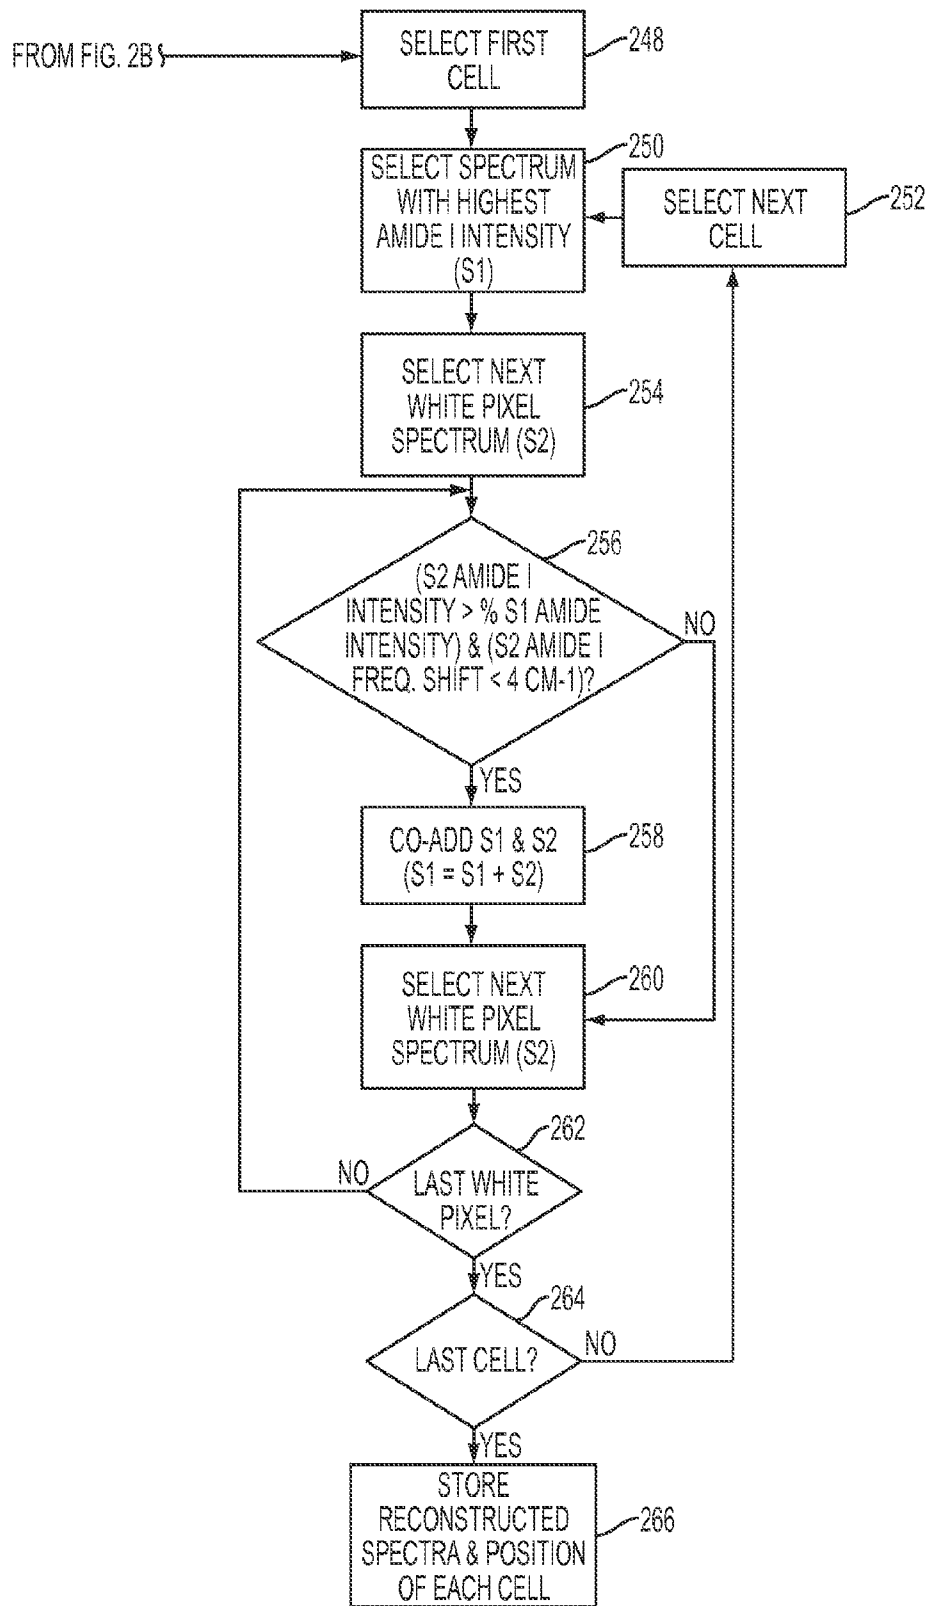 FROM FIG. 2B
SELECT FIRST
CELL
248
250
SELECT SPECTRUM
WITH HIGHEST
AMIDE I INTENSITY
(S1)
SELECT NEXT
CELL
252
SELECT NEXT
WHITE PIXEL
SPECTRUM (S2)
254
256
(S2 AMIDE I
INTENSITY > % S1 AMIDE
INTENSITY) & (S2 AMIDE I
FREQ. SHIFT < 4 CM-1)?
NO
YES
CO-ADD S1 & S2
(S1 = S1 + S2)
258
SELECT NEXT
WHITE PIXEL
SPECTRUM (S2)
260
262
NO
LAST WHITE
PIXEL?
YES
264
LAST CELL?
NO
YES
STORE
RECONSTRUCTED
SPECTRA & POSITION
OF EACH CELL
266